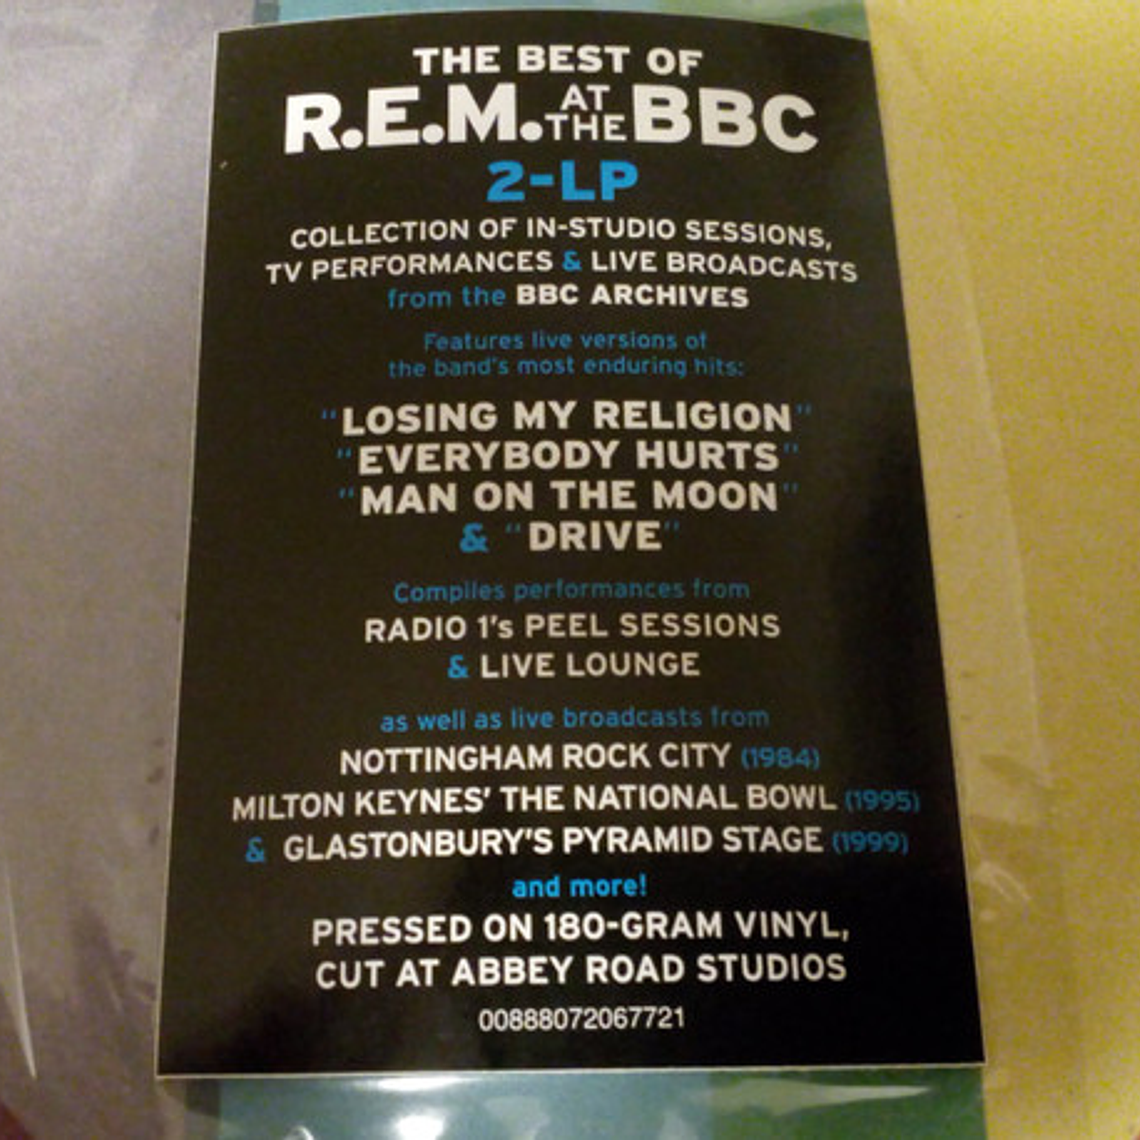 THE BEST OF
R.E.M. AT THE BBC
2-LP
COLLECTION OF IN-STUDIO SESSIONS,
TV PERFORMANCES & LIVE BROADCASTS
from the BBC ARCHIVES
Features live versions of
the band's most enduring hits:
"LOSING MY RELIGION"
"EVERYBODY HURTS"
"MAN ON THE MOON"
& "DRIVE"
Compiles performances from
RADIO 1's PEEL SESSIONS
& LIVE LOUNGE
as well as live broadcasts from
NOTTINGHAM ROCK CITY (1984)
MILTON KEYNES' THE NATIONAL BOWL (1995)
& GLASTONBURY'S PYRAMID STAGE (1999)
and more!
PRESSED ON 180-GRAM VINYL,
CUT AT ABBEY ROAD STUDIOS
00888072067721